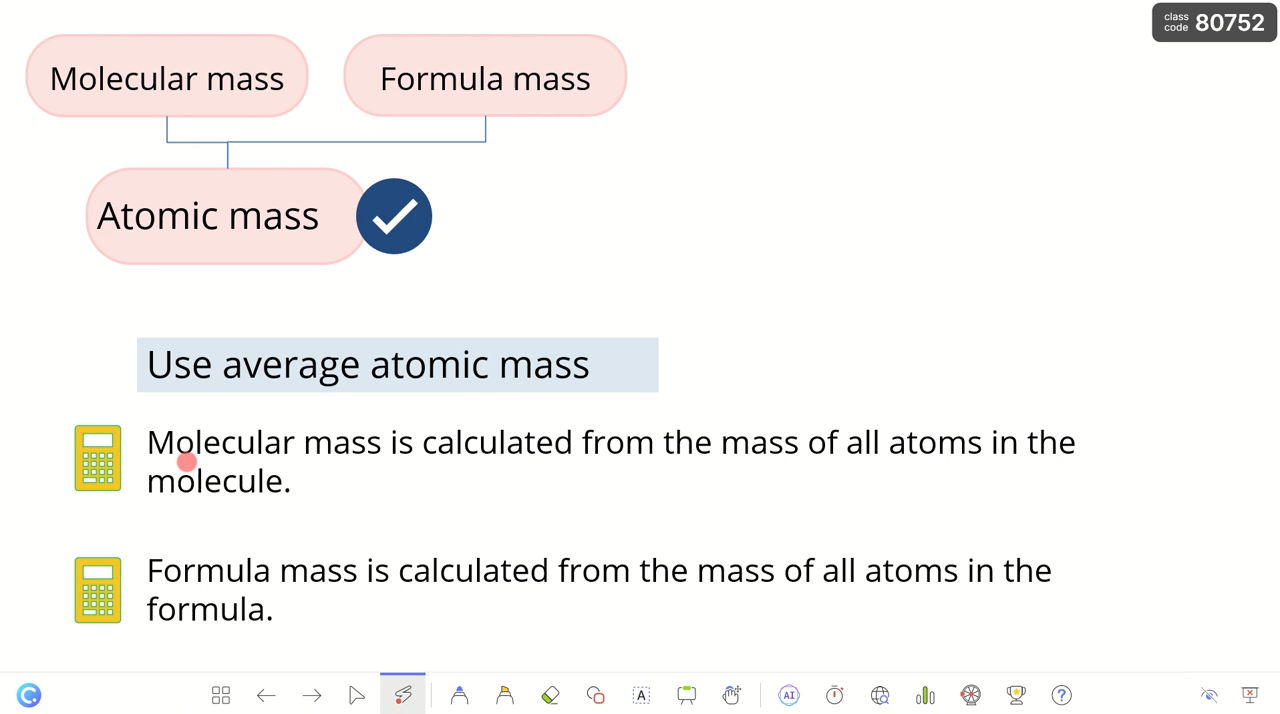 class
code 80752
Molecular mass
Formula mass
Atomic mass
Use average atomic mass
Molecular mass is calculated from the mass of all atoms in the
molecule.
Formula mass is calculated from the mass of all atoms in the
formula.
A
AI
?